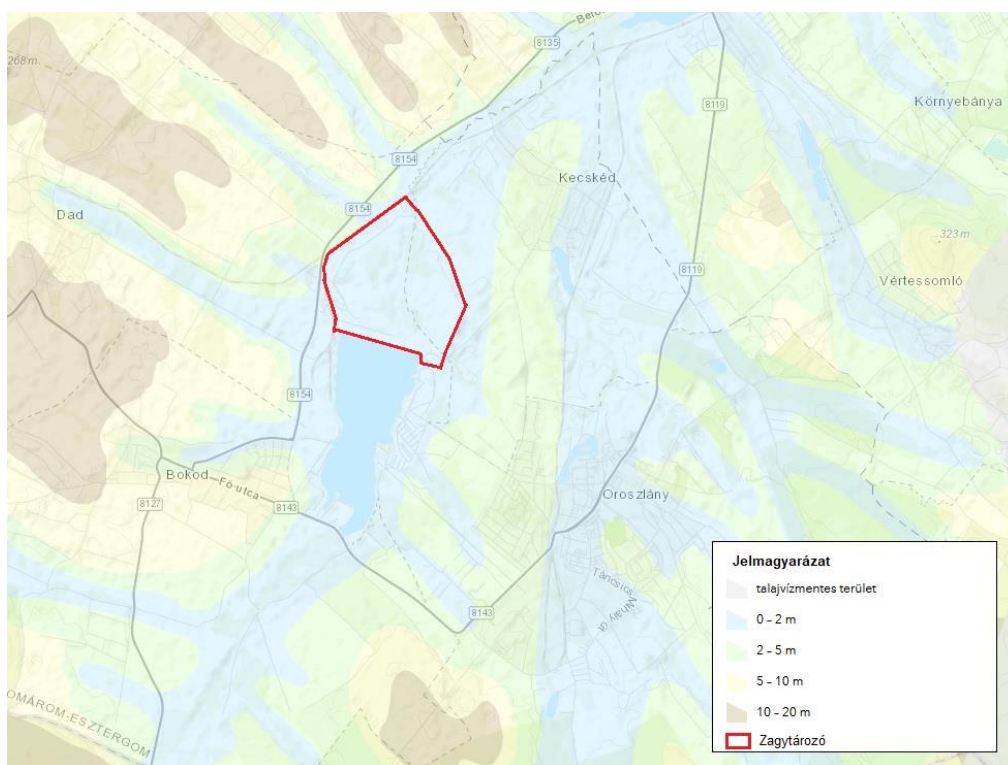 268 m.
8135
8119
Környebánya
8154
Kecskéd
8154
Dad
323 m
8119
Vértessomló
8154
Bokod
Fő utca
8127
8143
Oroszlány
Táncsics Mihály út
8143
OMÁROM-ESZTERGOM
Jelmagyarázat
talajvízmentes terület
0 - 2 m
2 - 5 m
5 - 10 m
10 - 20 m
Zagytározó